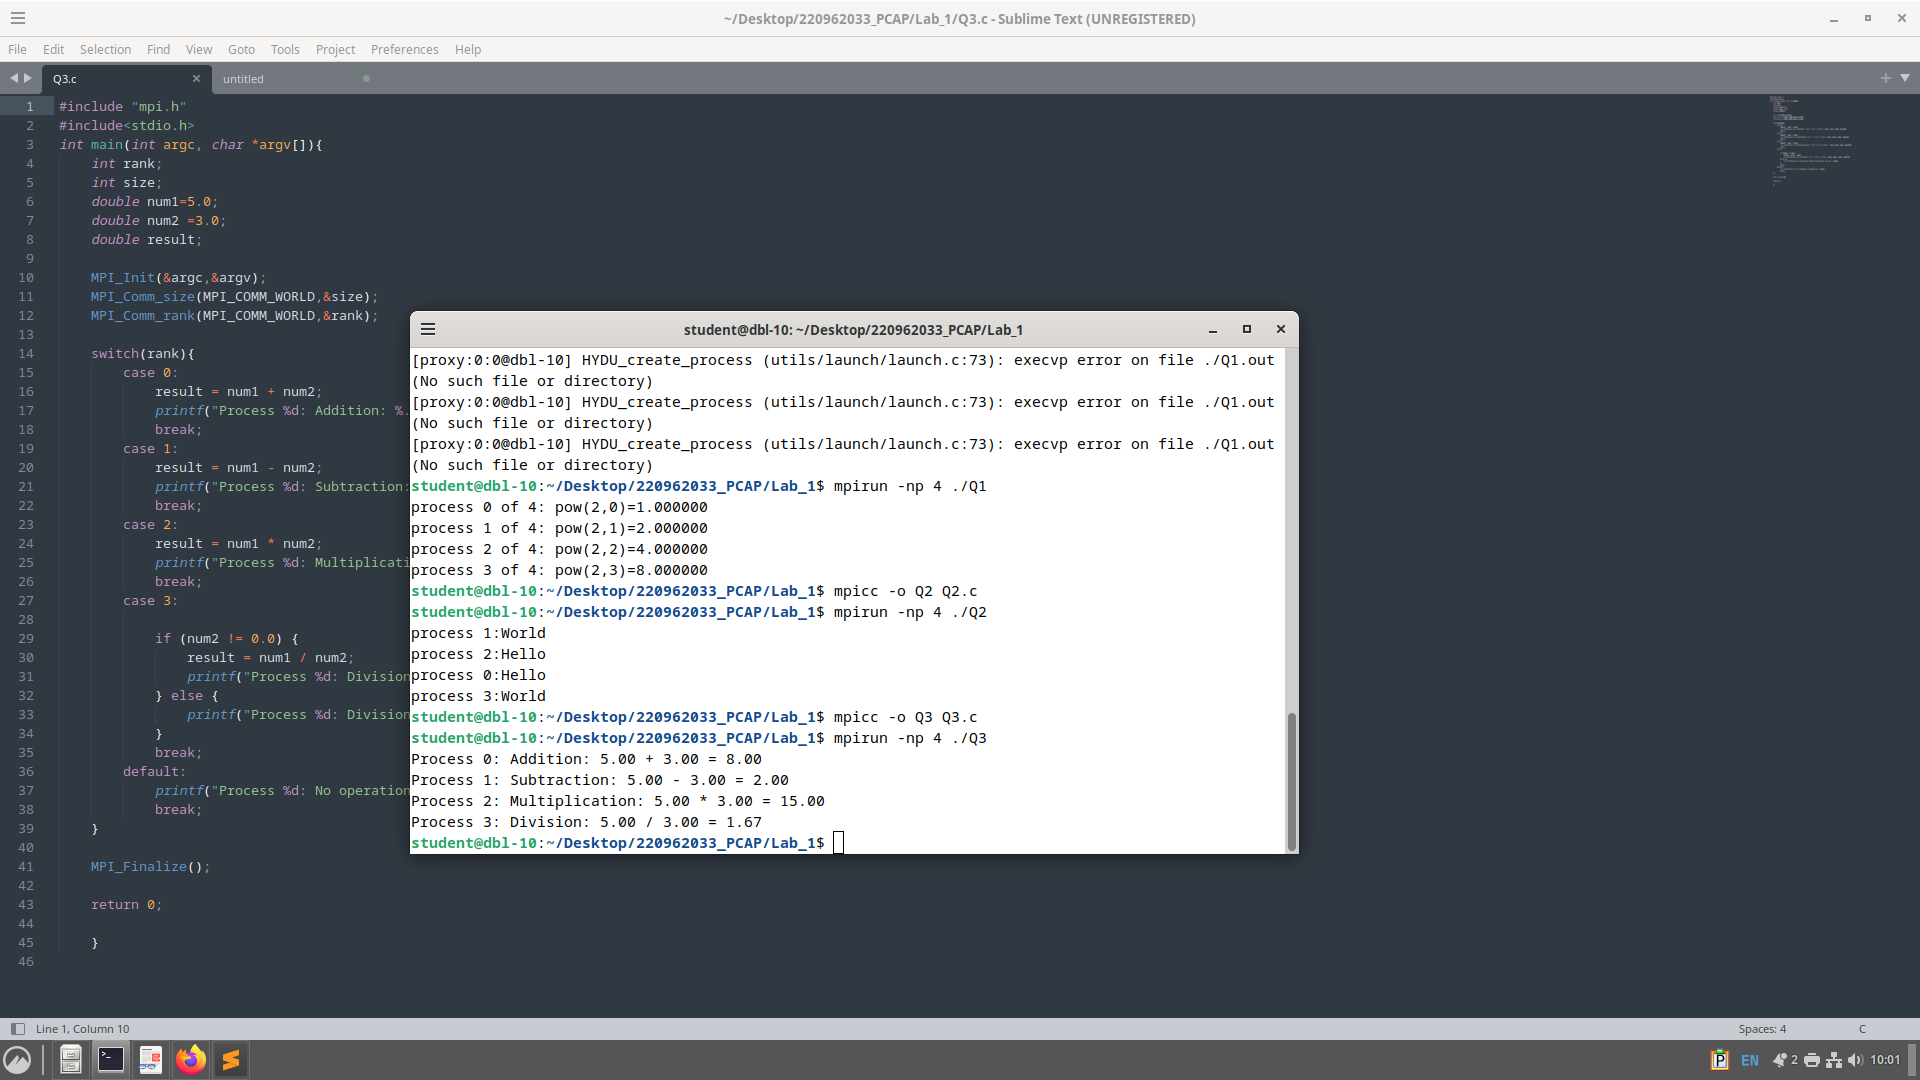 ~/Desktop/220962033_PCAP/Lab_1/Q3.c - Sublime Text (UNREGISTERED)
File Edit Selection Find View Goto Tools Project Preferences Help
Q3.c untitled
1 #include "mpi.h"
2 #include<stdio.h>
3 int main(int argc, char *argv[]){
4 int rank;
5 int size;
6 double num1=5.0;
7 double num2 =3.0;
8 double result;
9
10 MPI_Init(&argc,&argv);
11 MPI_Comm_size(MPI_COMM_WORLD,&size);
12 MPI_Comm_rank(MPI_COMM_WORLD,&rank);
13
14 switch(rank){
15 case 0:
16 result = num1 + num2;
17 printf("Process %d: Addition: %.
18 break;
19 case 1:
20 result = num1 - num2;
21 printf("Process %d: Subtraction:
22 break;
23 case 2:
24 result = num1 * num2;
25 printf("Process %d: Multiplicati
26 break;
27 case 3:
28
29 if (num2 != 0.0) {
30 result = num1 / num2;
31 printf("Process %d: Division
32 } else {
33 printf("Process %d: Division
34 }
35 break;
36 default:
37 printf("Process %d: No operation
38 break;
39 }
40
41 MPI_Finalize();
42
43 return 0;
44
45 }
46
student@dbl-10: ~/Desktop/220962033_PCAP/Lab_1
[proxy:0:0@dbl-10] HYDU_create_process (utils/launch/launch.c:73): execvp error on file ./Q1.out
(No such file or directory)
[proxy:0:0@dbl-10] HYDU_create_process (utils/launch/launch.c:73): execvp error on file ./Q1.out
(No such file or directory)
[proxy:0:0@dbl-10] HYDU_create_process (utils/launch/launch.c:73): execvp error on file ./Q1.out
(No such file or directory)
student@dbl-10:~/Desktop/220962033_PCAP/Lab_1$ mpirun -np 4 ./Q1
process 0 of 4: pow(2,0)=1.000000
process 1 of 4: pow(2,1)=2.000000
process 2 of 4: pow(2,2)=4.000000
process 3 of 4: pow(2,3)=8.000000
student@dbl-10:~/Desktop/220962033_PCAP/Lab_1$ mpicc -o Q2 Q2.c
student@dbl-10:~/Desktop/220962033_PCAP/Lab_1$ mpirun -np 4 ./Q2
process 1:World
process 2:Hello
process 0:Hello
process 3:World
student@dbl-10:~/Desktop/220962033_PCAP/Lab_1$ mpicc -o Q3 Q3.c
student@dbl-10:~/Desktop/220962033_PCAP/Lab_1$ mpirun -np 4 ./Q3
Process 0: Addition: 5.00 + 3.00 = 8.00
Process 1: Subtraction: 5.00 - 3.00 = 2.00
Process 2: Multiplication: 5.00 * 3.00 = 15.00
Process 3: Division: 5.00 / 3.00 = 1.67
student@dbl-10:~/Desktop/220962033_PCAP/Lab_1$
Line 1, Column 10 Spaces: 4 C
EN 2 10:01